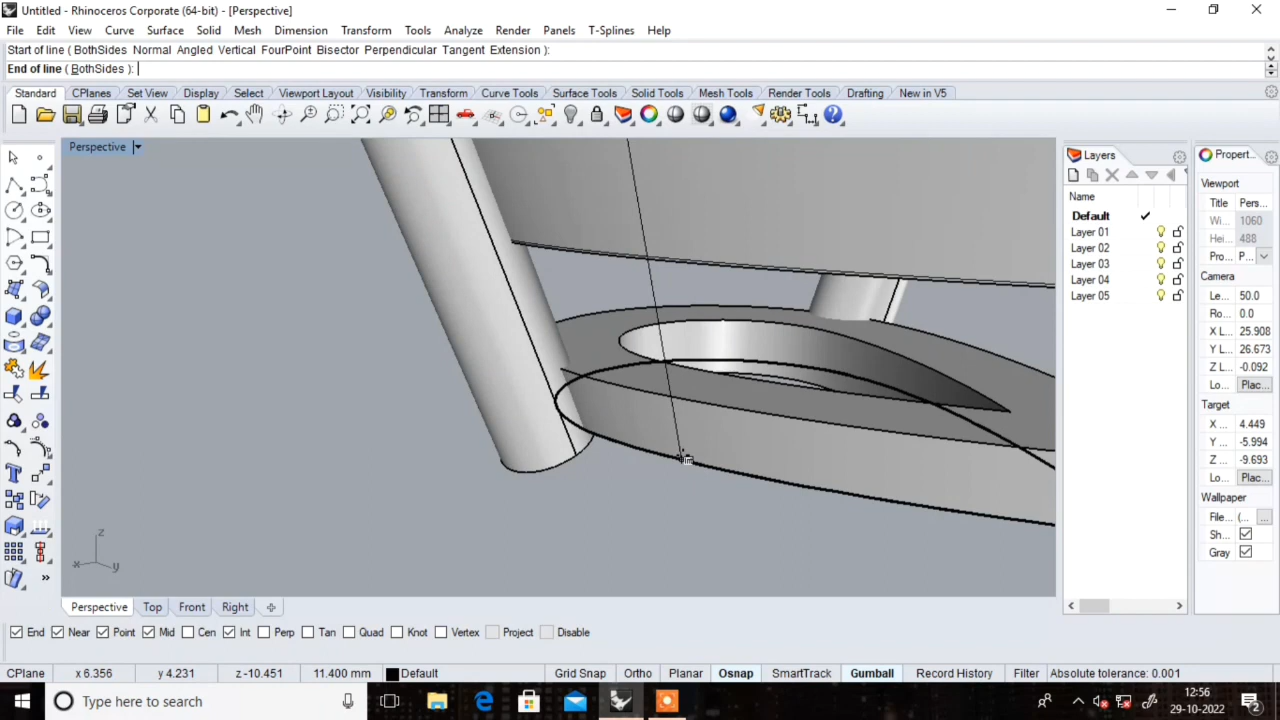 Untitled - Rhinoceros Corporate (64-bit) - [Perspective]
File Edit View Curve Surface Solid Mesh Dimension Transform Tools Analyze Render Panels T-Splines Help
Start of line ( BothSides Normal Angled Vertical FourPoint Bisector Perpendicular Tangent Extension ):
End of line ( BothSides ):
Standard CPlanes Set View Display Select Viewport Layout Visibility Transform Curve Tools Surface Tools Solid Tools Mesh Tools Render Tools Drafting New in V5
Perspective
Layers
Name
Default
Layer 01
Layer 02
Layer 03
Layer 04
Layer 05
Propert...
Viewport
Title Pers...
Wi... 1060
Hei... 488
Pro... P...
Camera
Le... 50.0
Ro... 0.0
X L... 25.908
Y L... 26.673
Z L... -0.092
Lo... Plac...
Target
X ... 4.449
Y ... -5.994
Z ... -9.693
Lo... Plac...
Wallpaper
File... (... ...
Sh...
Gray
z
x y
Perspective Top Front Right
End Near Point Mid Cen Int Perp Tan Quad Knot Vertex Project Disable
CPlane x 6.356 y 4.231 z -10.451 11.400 mm Default Grid Snap Ortho Planar Osnap SmartTrack Gumball Record History Filter Absolute tolerance: 0.001
Type here to search
12:56
29-10-2022
2